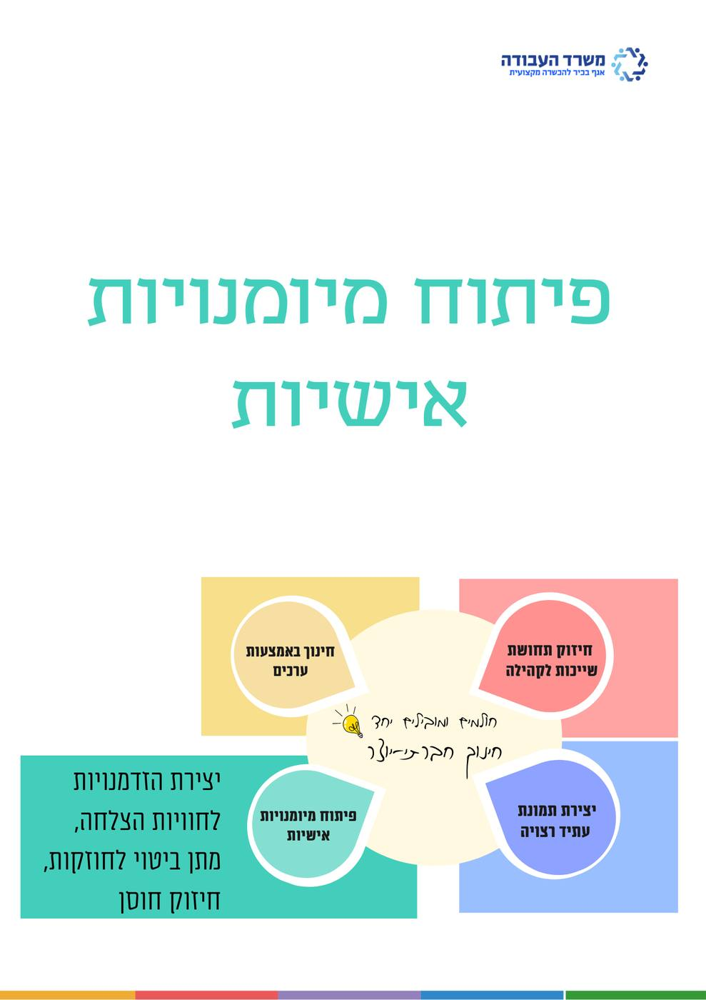 משרד העבודה
אגף בכיר להכשרה מקצועית
פיתוח מיומנויות
אישיות
חיזוק תחושת
שייכות לקהילה
חינוך באמצעות
ערכים
חולמים ומובילים יחד
חינוך חברתי-יוצר
יצירת תמונת
עתיד רצויה
פיתוח מיומנויות
אישיות
יצירת הזדמנויות
לחוויות הצלחה,
מתן ביטוי לחוזקות,
חיזוק חוסן